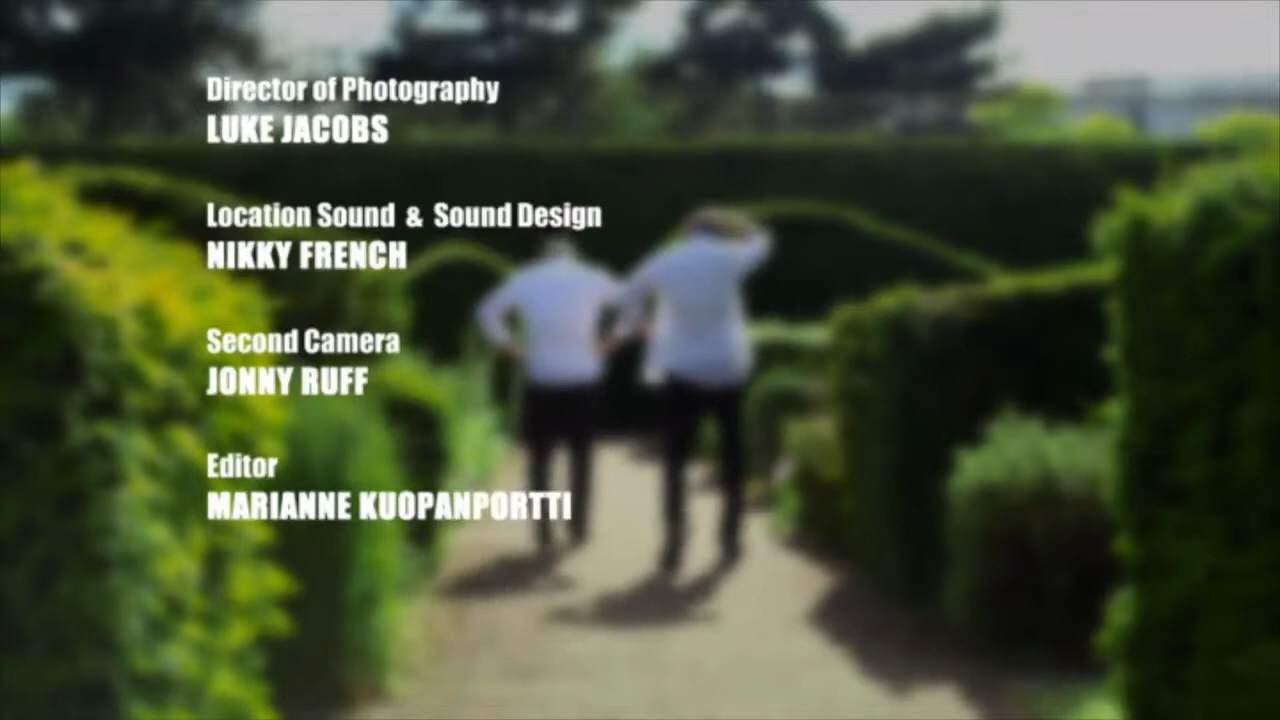 Director of Photography
LUKE JACOBS
Location Sound & Sound Design
NIKKY FRENCH
Second Camera
JONNY RUFF
Editor
MARIANNE KUOPANPORTTI